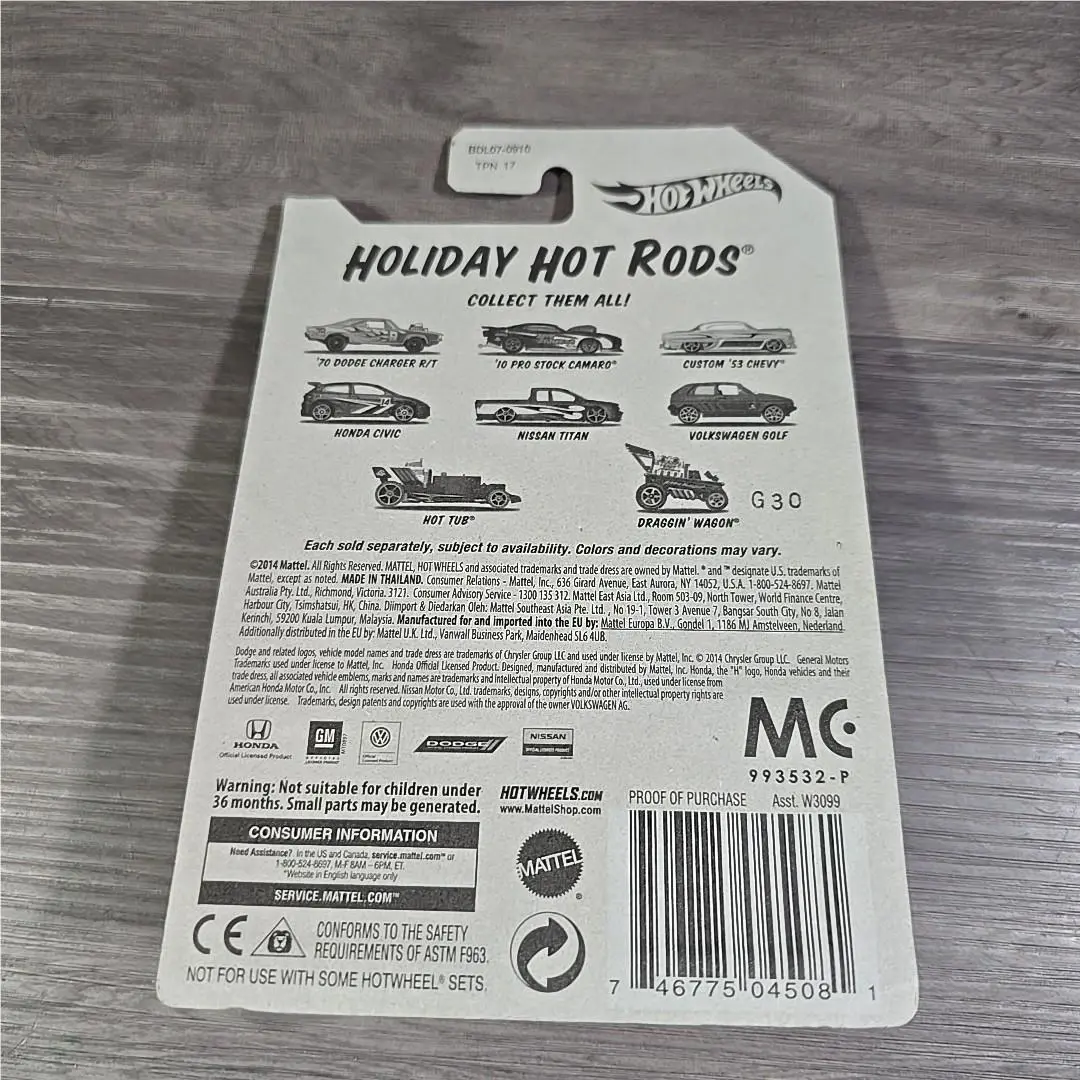 BDL07-0910
TPN 17
HOT WHEELS
HOLIDAY HOT RODS®
COLLECT THEM ALL!
'70 DODGE CHARGER R/T
'10 PRO STOCK CAMARO®
CUSTOM '53 CHEVY®
HONDA CIVIC
NISSAN TITAN
VOLKSWAGEN GOLF
HOT TUB®
DRAGGIN' WAGON®
G30
Each sold separately, subject to availability. Colors and decorations may vary.
©2014 Mattel. All Rights Reserved. MATTEL, HOT WHEELS and associated trademarks and trade dress are owned by Mattel. ® and ™ designate U.S. trademarks of
Mattel, except as noted. MADE IN THAILAND. Consumer Relations - Mattel, Inc., 636 Girard Avenue, East Aurora, NY 14052, U.S.A. 1-800-524-8697. Mattel
Australia Pty. Ltd., Richmond, Victoria. 3121. Consumer Advisory Service - 1300 135 312. Mattel East Asia Ltd., Room 503-09, North Tower, World Finance Centre,
Harbour City, Tsimshatsui, HK, China. Diimport & Diedarkan Oleh: Mattel Southeast Asia Pte. Ltd. , No 19-1, Tower 3 Avenue 7, Bangsar South City, No 8, Jalan
Kerinchi, 59200 Kuala Lumpur, Malaysia. Manufactured for and imported into the EU by: Mattel Europa B.V., Gondel 1, 1186 MJ Amstelveen, Nederland.
Additionally distributed in the EU by: Mattel U.K. Ltd., Vanwall Business Park, Maidenhead SL6 4UB.
Dodge and related logos, vehicle model names and trade dress are trademarks of Chrysler Group LLC and used under license by Mattel, Inc. © 2014 Chrysler Group LLC. General Motors
Trademarks used under license to Mattel, Inc. Honda Official Licensed Product. Designed, manufactured and distributed by Mattel, Inc. Honda, the "H" logo, Honda vehicles and their
trade dress, all associated vehicle emblems, marks and names are trademarks and intellectual property of Honda Motor Co., Ltd., used under license from
American Honda Motor Co., Inc. All rights reserved. Nissan Motor Co., Ltd. trademarks, designs, copyrights and/or other intellectual property rights are
used under license. Trademarks, design patents and copyrights are used with the approval of the owner VOLKSWAGEN AG.
HONDA
Official Licensed Product
GM
OFFICIAL
LICENSED PRODUCT
Official
Licensed Product
DODGE
NISSAN
OFFICIAL LICENSED PRODUCT
MC
993532-P
Warning: Not suitable for children under
36 months. Small parts may be generated.
HOTWHEELS.COM
www.MattelShop.com
PROOF OF PURCHASE Asst. W3099
CONSUMER INFORMATION
Need Assistance? In the US and Canada, service.mattel.com™ or
1-800-524-8697, M-F 8AM – 6PM, ET.
*Website in English language only
SERVICE.MATTEL.COM™
MATTEL
®
CE
CONFORMS TO THE SAFETY
REQUIREMENTS OF ASTM F963.
NOT FOR USE WITH SOME HOTWHEEL® SETS.
7 46775 04508 1